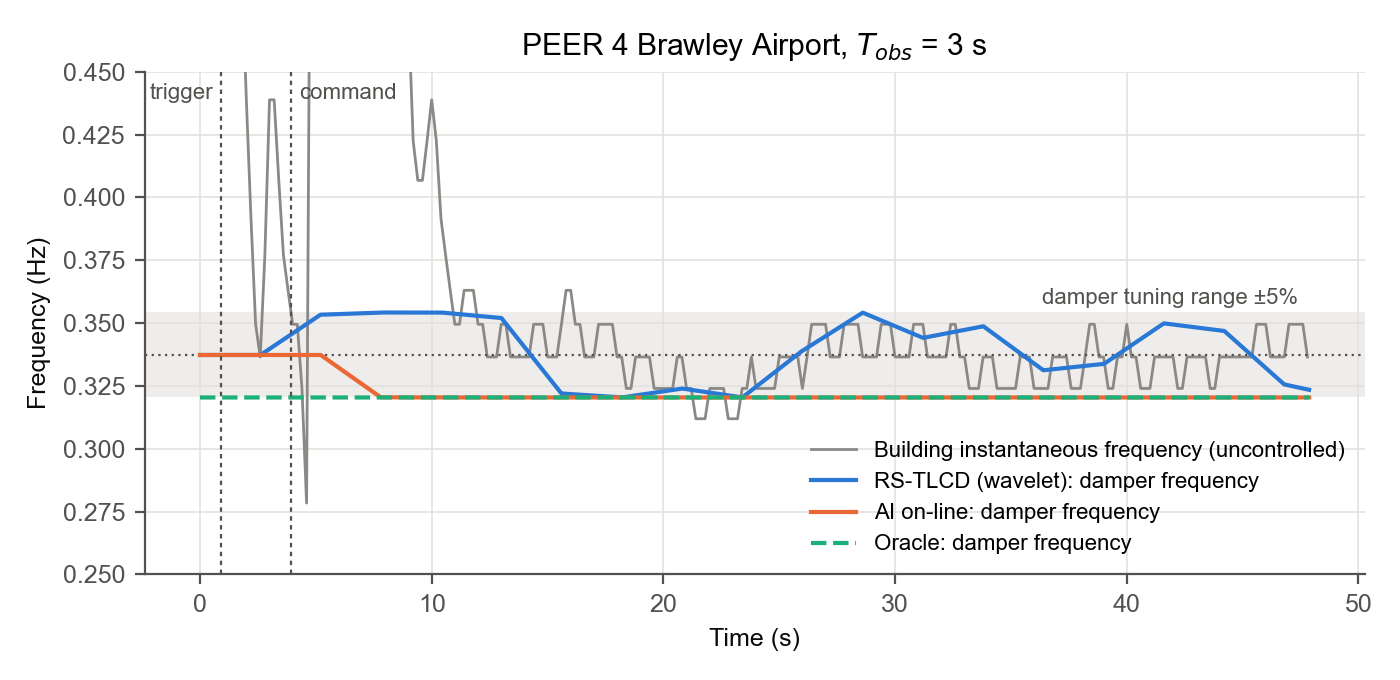 PEER 4 Brawley Airport, T_obs = 3 s
0.450
trigger
command
0.425
0.400
0.375
0.350
0.325
0.300
0.275
0.250
Frequency (Hz)
damper tuning range ±5%
Building instantaneous frequency (uncontrolled)
RS-TLCD (wavelet): damper frequency
AI on-line: damper frequency
Oracle: damper frequency
0 10 20 30 40 50
Time (s)